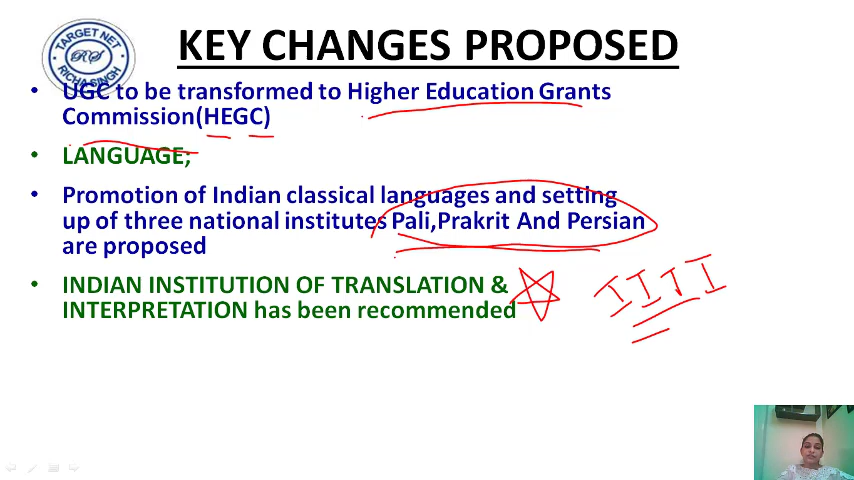 TARGET NET
RS
RICHA SINGH
KEY CHANGES PROPOSED
• UGC to be transformed to Higher Education Grants
Commission(HEGC)
• LANGUAGE;
• Promotion of Indian classical languages and setting
up of three national institutes Pali,Prakrit And Persian
are proposed
• INDIAN INSTITUTION OF TRANSLATION &
INTERPRETATION has been recommended